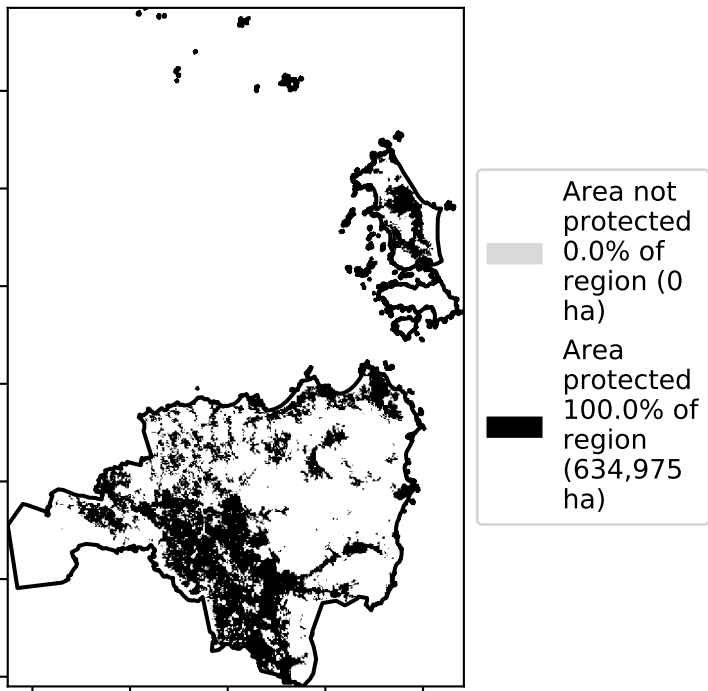 Area not
protected
0.0% of
region (0
ha)
Area
protected
100.0% of
region
(634,975
ha)